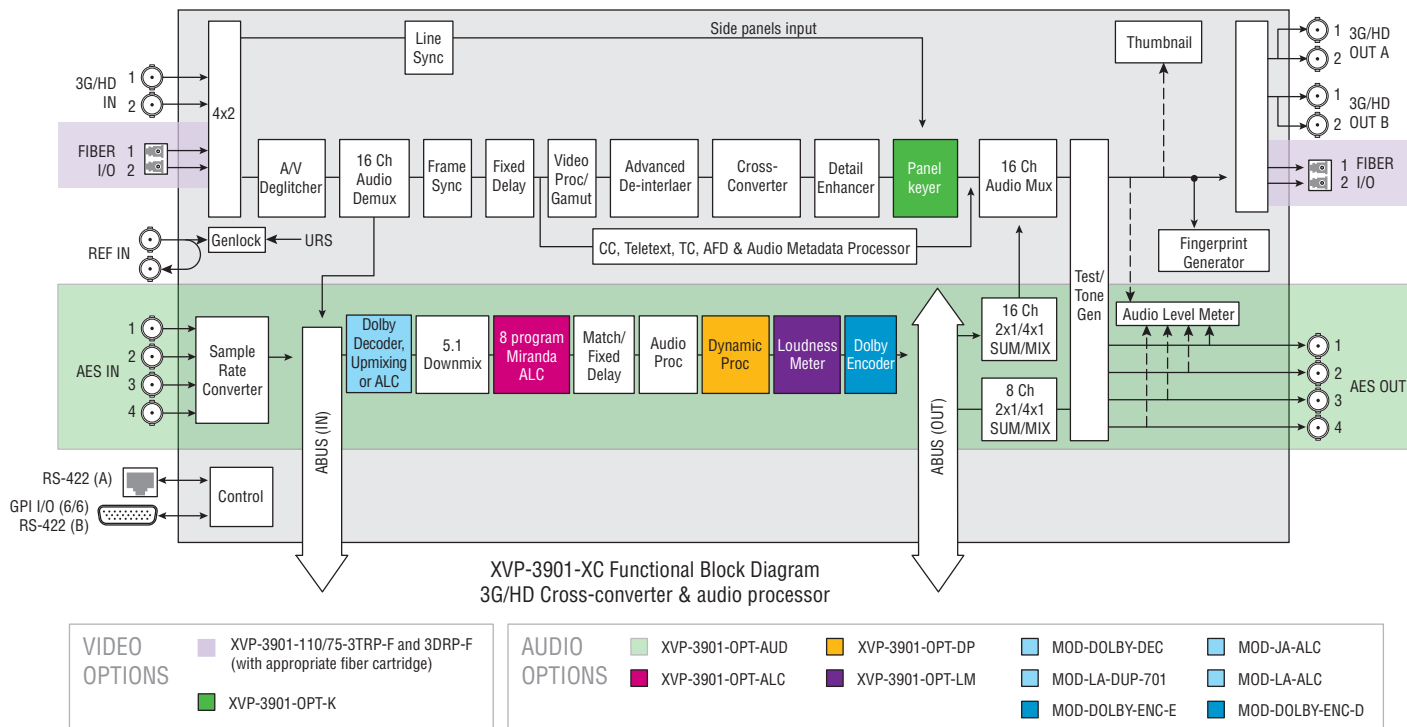 Line
Sync
Side panels input
Thumbnail
1
2
3G/HD
OUT A
3G/HD
IN
1
2
4x2
1
2
3G/HD
OUT B
FIBER
I/O
1
2
A/V
Deglitcher
16 Ch
Audio
Demux
Frame
Sync
Fixed
Delay
Video
Proc/
Gamut
Advanced
De-interlaer
Cross-
Converter
Detail
Enhancer
Panel
keyer
16 Ch
Audio Mux
1
2
FIBER
I/O
REF IN
Genlock
URS
CC, Teletext, TC, AFD & Audio Metadata Processor
Fingerprint
Generator
Test/
Tone
Gen
AES IN
1
2
3
4
Sample
Rate
Converter
ABUS (IN)
Dolby
Decoder,
Upmixing
or ALC
5.1
Downmix
8 program
Miranda
ALC
Match/
Fixed
Delay
Audio
Proc
Dynamic
Proc
Loudness
Meter
Dolby
Encoder
ABUS (OUT)
16 Ch
2x1/4x1
SUM/MIX
8 Ch
2x1/4x1
SUM/MIX
Audio Level Meter
1
2
3
4
AES OUT
RS-422 (A)
GPI I/O (6/6)
RS-422 (B)
Control
XVP-3901-XC Functional Block Diagram
3G/HD Cross-converter & audio processor
VIDEO
OPTIONS
XVP-3901-110/75-3TRP-F and 3DRP-F
(with appropriate fiber cartridge)
XVP-3901-OPT-K
AUDIO
OPTIONS
XVP-3901-OPT-AUD
XVP-3901-OPT-DP
MOD-DOLBY-DEC
MOD-JA-ALC
XVP-3901-OPT-ALC
XVP-3901-OPT-LM
MOD-LA-DUP-701
MOD-LA-ALC
MOD-DOLBY-ENC-E
MOD-DOLBY-ENC-D